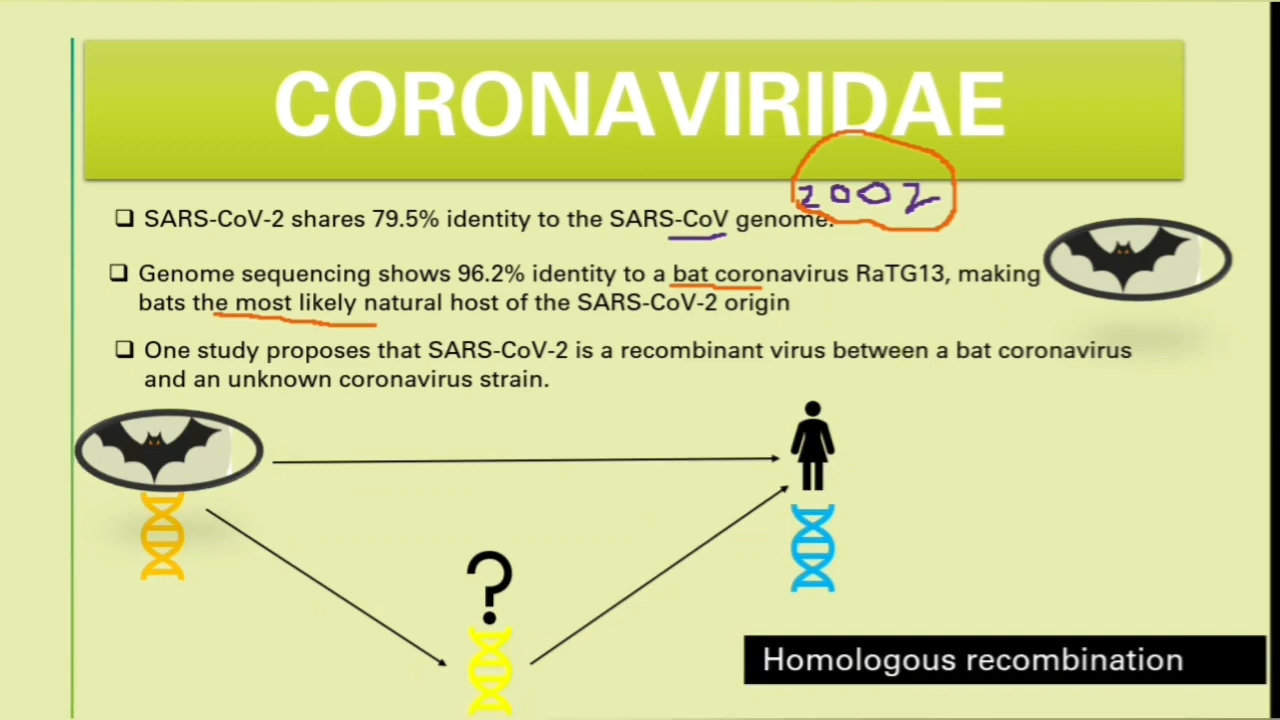 CORONAVIRIDAE
2002
SARS-CoV-2 shares 79.5% identity to the SARS-CoV genome.
Genome sequencing shows 96.2% identity to a bat coronavirus RaTG13, making
bats the most likely natural host of the SARS-CoV-2 origin
One study proposes that SARS-CoV-2 is a recombinant virus between a bat coronavirus
and an unknown coronavirus strain.
?
Homologous recombination